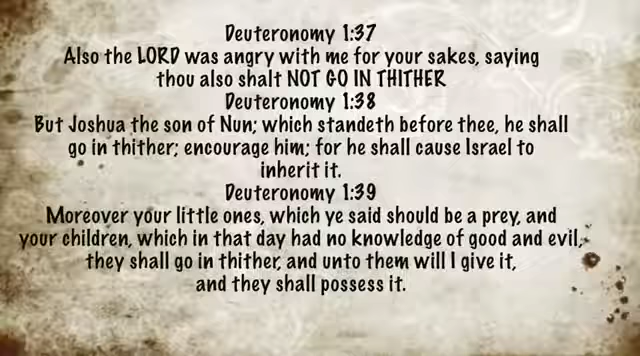 Deuteronomy 1:37
Also the LORD was angry with me for your sakes, saying
thou also shalt NOT GO IN THITHER
Deuteronomy 1:38
But Joshua the son of Nun; which standeth before thee, he shall
go in thither; encourage him; for he shall cause Israel to
inherit it.
Deuteronomy 1:39
Moreover your little ones, which ye said should be a prey, and
your children, which in that day had no knowledge of good and evil,
they shall go in thither, and unto them will I give it,
and they shall possess it.